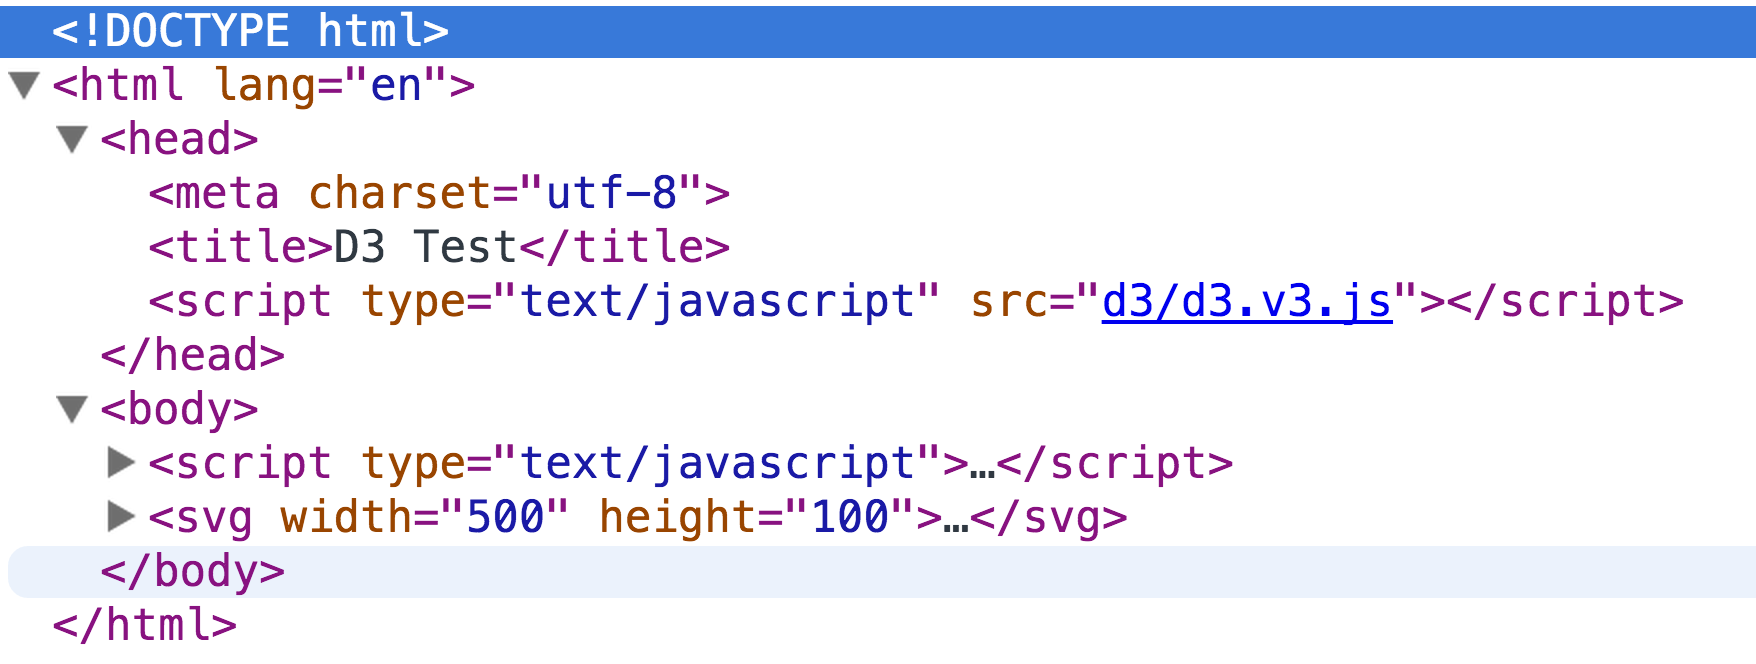 <!DOCTYPE html>
<html lang="en">
<head>
<meta charset="utf-8">
<title>D3 Test</title>
<script type="text/javascript" src="d3/d3.v3.js"></script>
</head>
<body>
<script type="text/javascript">…</script>
<svg width="500" height="100">…</svg>
</body>
</html>